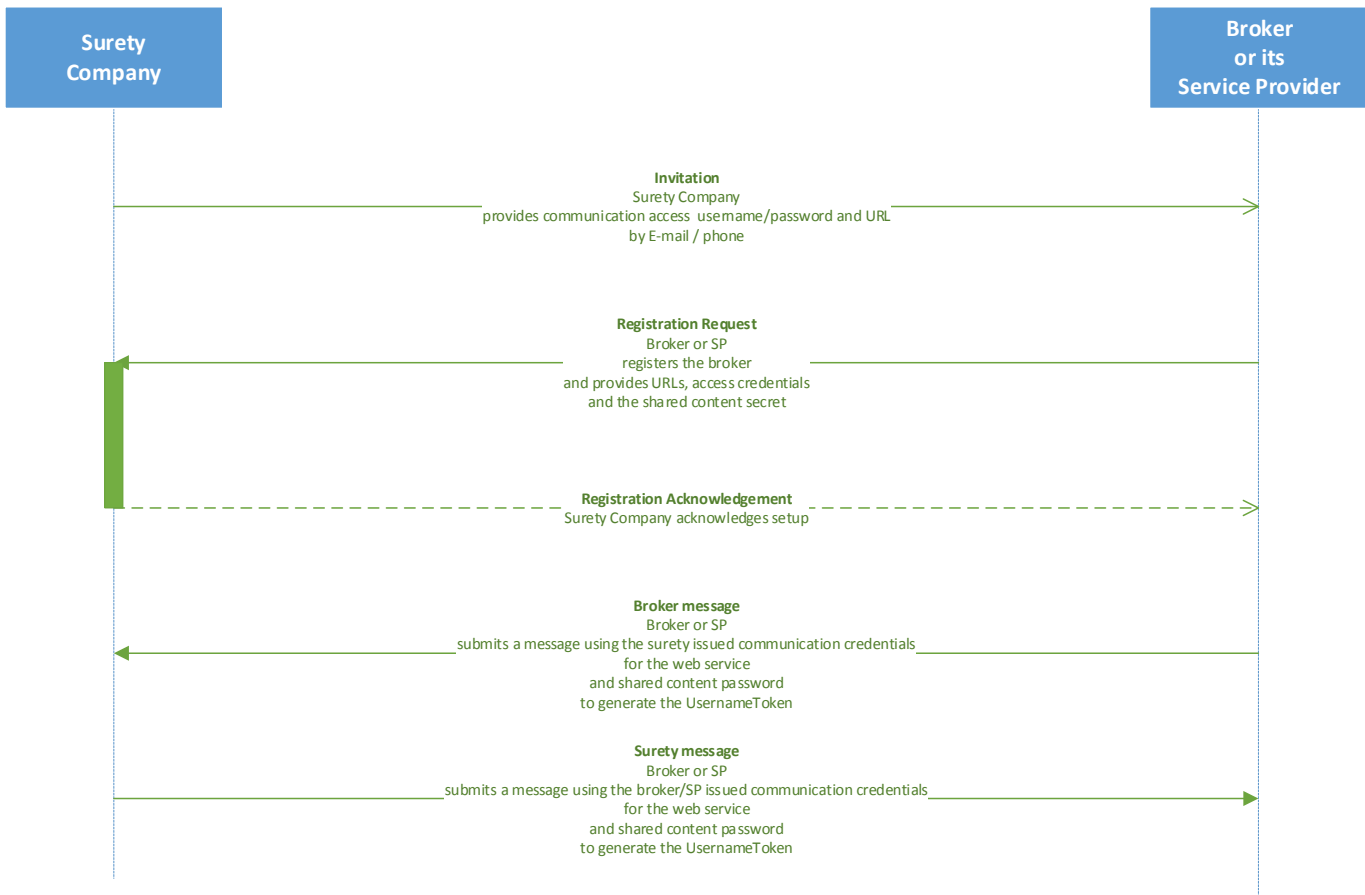 Surety
Company
Broker
or its
Service Provider
Invitation
Surety Company
provides communication access username/password and URL
by E-mail / phone
Registration Request
Broker or SP
registers the broker
and provides URLs, access credentials
and the shared content secret
Registration Acknowledgement
Surety Company acknowledges setup
Broker message
Broker or SP
submits a message using the surety issued communication credentials
for the web service
and shared content password
to generate the UsernameToken
Surety message
Broker or SP
submits a message using the broker/SP issued communication credentials
for the web service
and shared content password
to generate the UsernameToken